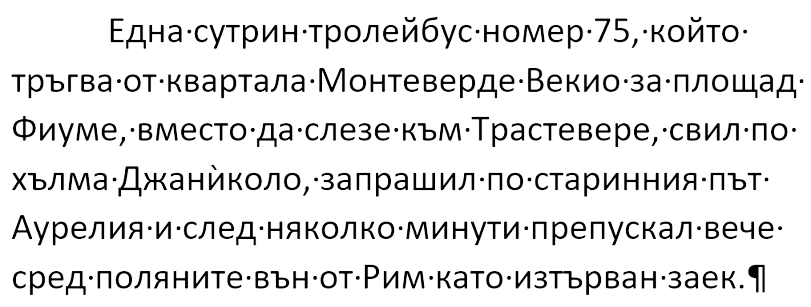 Една·сутрин·тролейбус·номер·75,·който·
тръгва·от·квартала·Монтеверде·Векио·за·площад·
Фиуме,·вместо·да·слезе·към·Трастевере,·свил·по·
хълма·Джанѝколо,·запрашил·по·старинния·път·
Аурелия·и·след·няколко·минути·препускал·вече·
сред·поляните·вън·от·Рим·като·изтърван·заек.¶